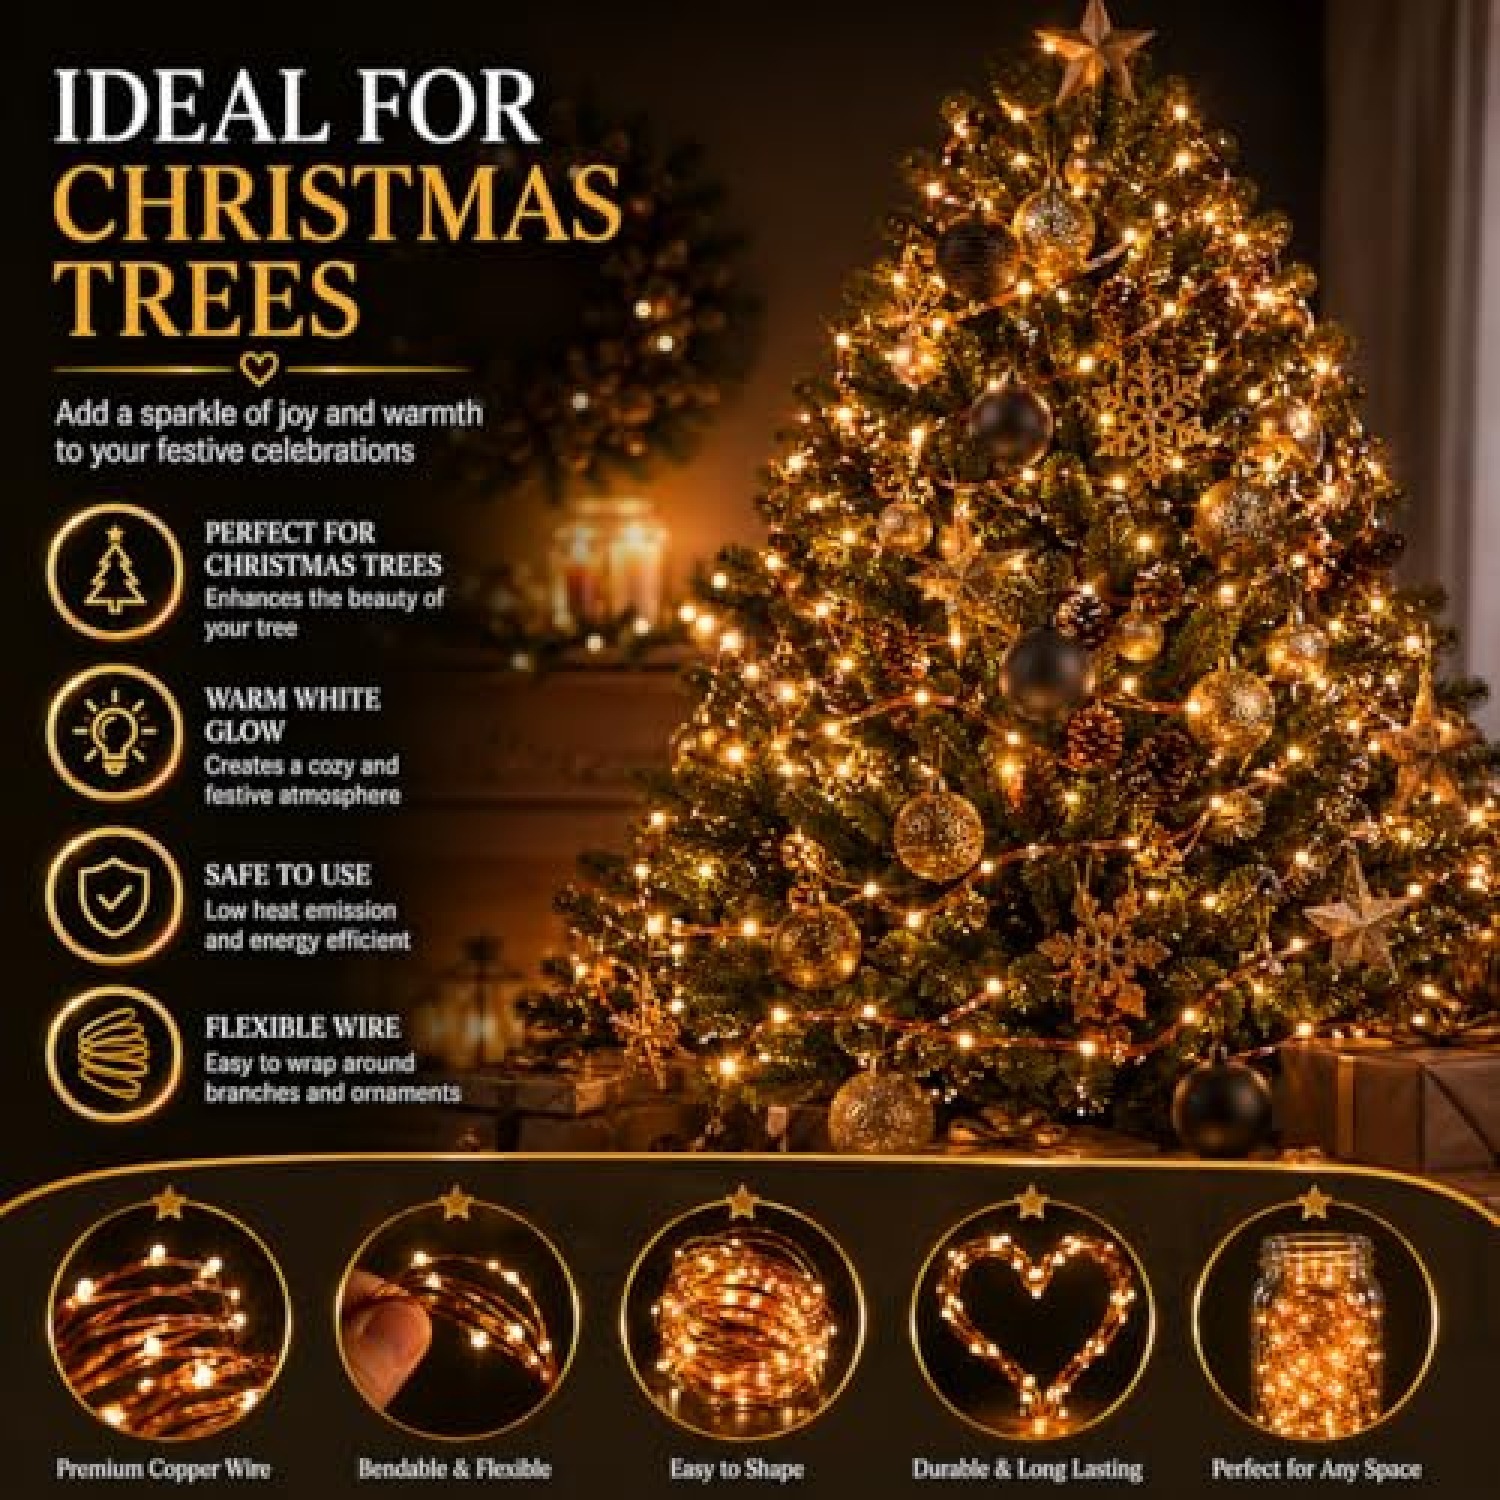 IDEAL FOR
CHRISTMAS
TREES
Add a sparkle of joy and warmth
to your festive celebrations
PERFECT FOR
CHRISTMAS TREES
Enhances the beauty of
your tree
WARM WHITE
GLOW
Creates a cozy and
festive atmosphere
SAFE TO USE
Low heat emission
and energy efficient
FLEXIBLE WIRE
Easy to wrap around
branches and ornaments
Premium Copper Wire
Bendable & Flexible
Easy to Shape
Durable & Long Lasting
Perfect for Any Space